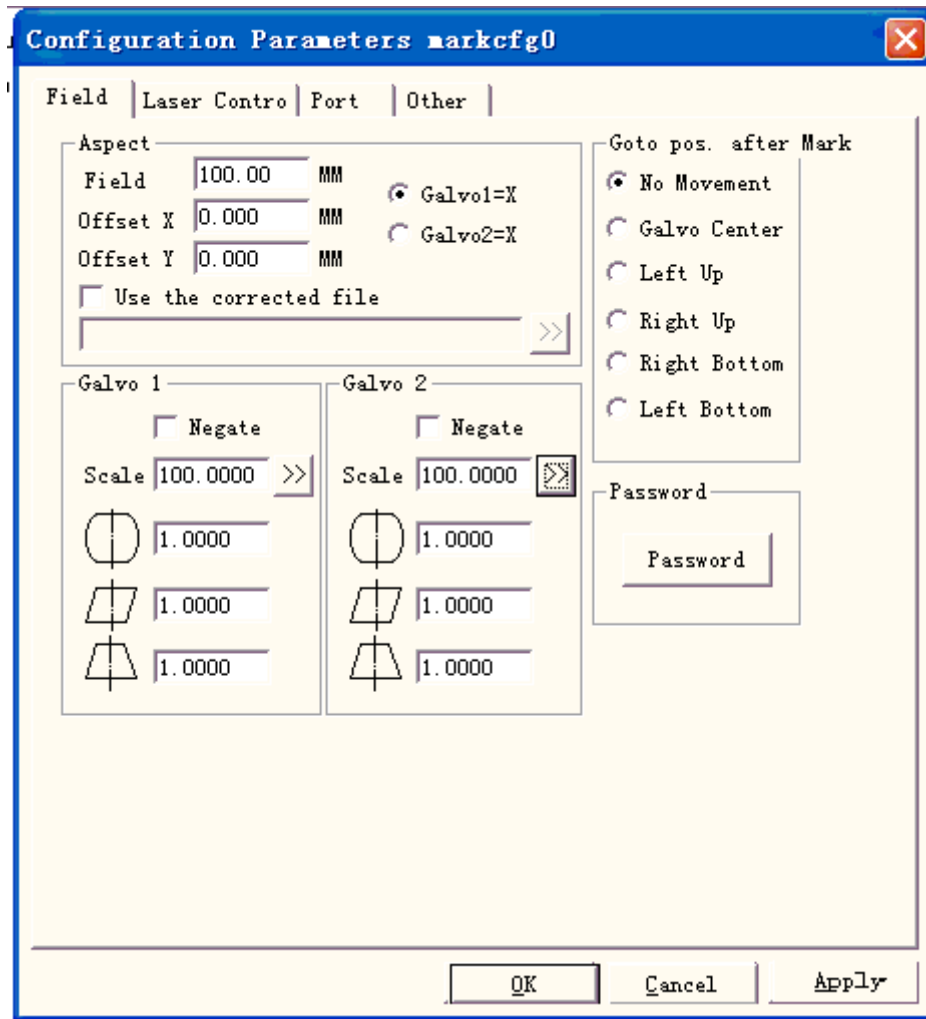 Configuration Parameters markcfg0
Field Laser Contro Port Other
Aspect
Field 100.00 MM
Offset X 0.000 MM
Offset Y 0.000 MM
Galvo1=X
Galvo2=X
Use the corrected file
>>
Goto pos. after Mark
No Movement
Galvo Center
Left Up
Right Up
Right Bottom
Left Bottom
Galvo 1
Negate
Scale 100.0000 >>
1.0000
1.0000
1.0000
Galvo 2
Negate
Scale 100.0000 >>
1.0000
1.0000
1.0000
Password
Password
OK Cancel Apply